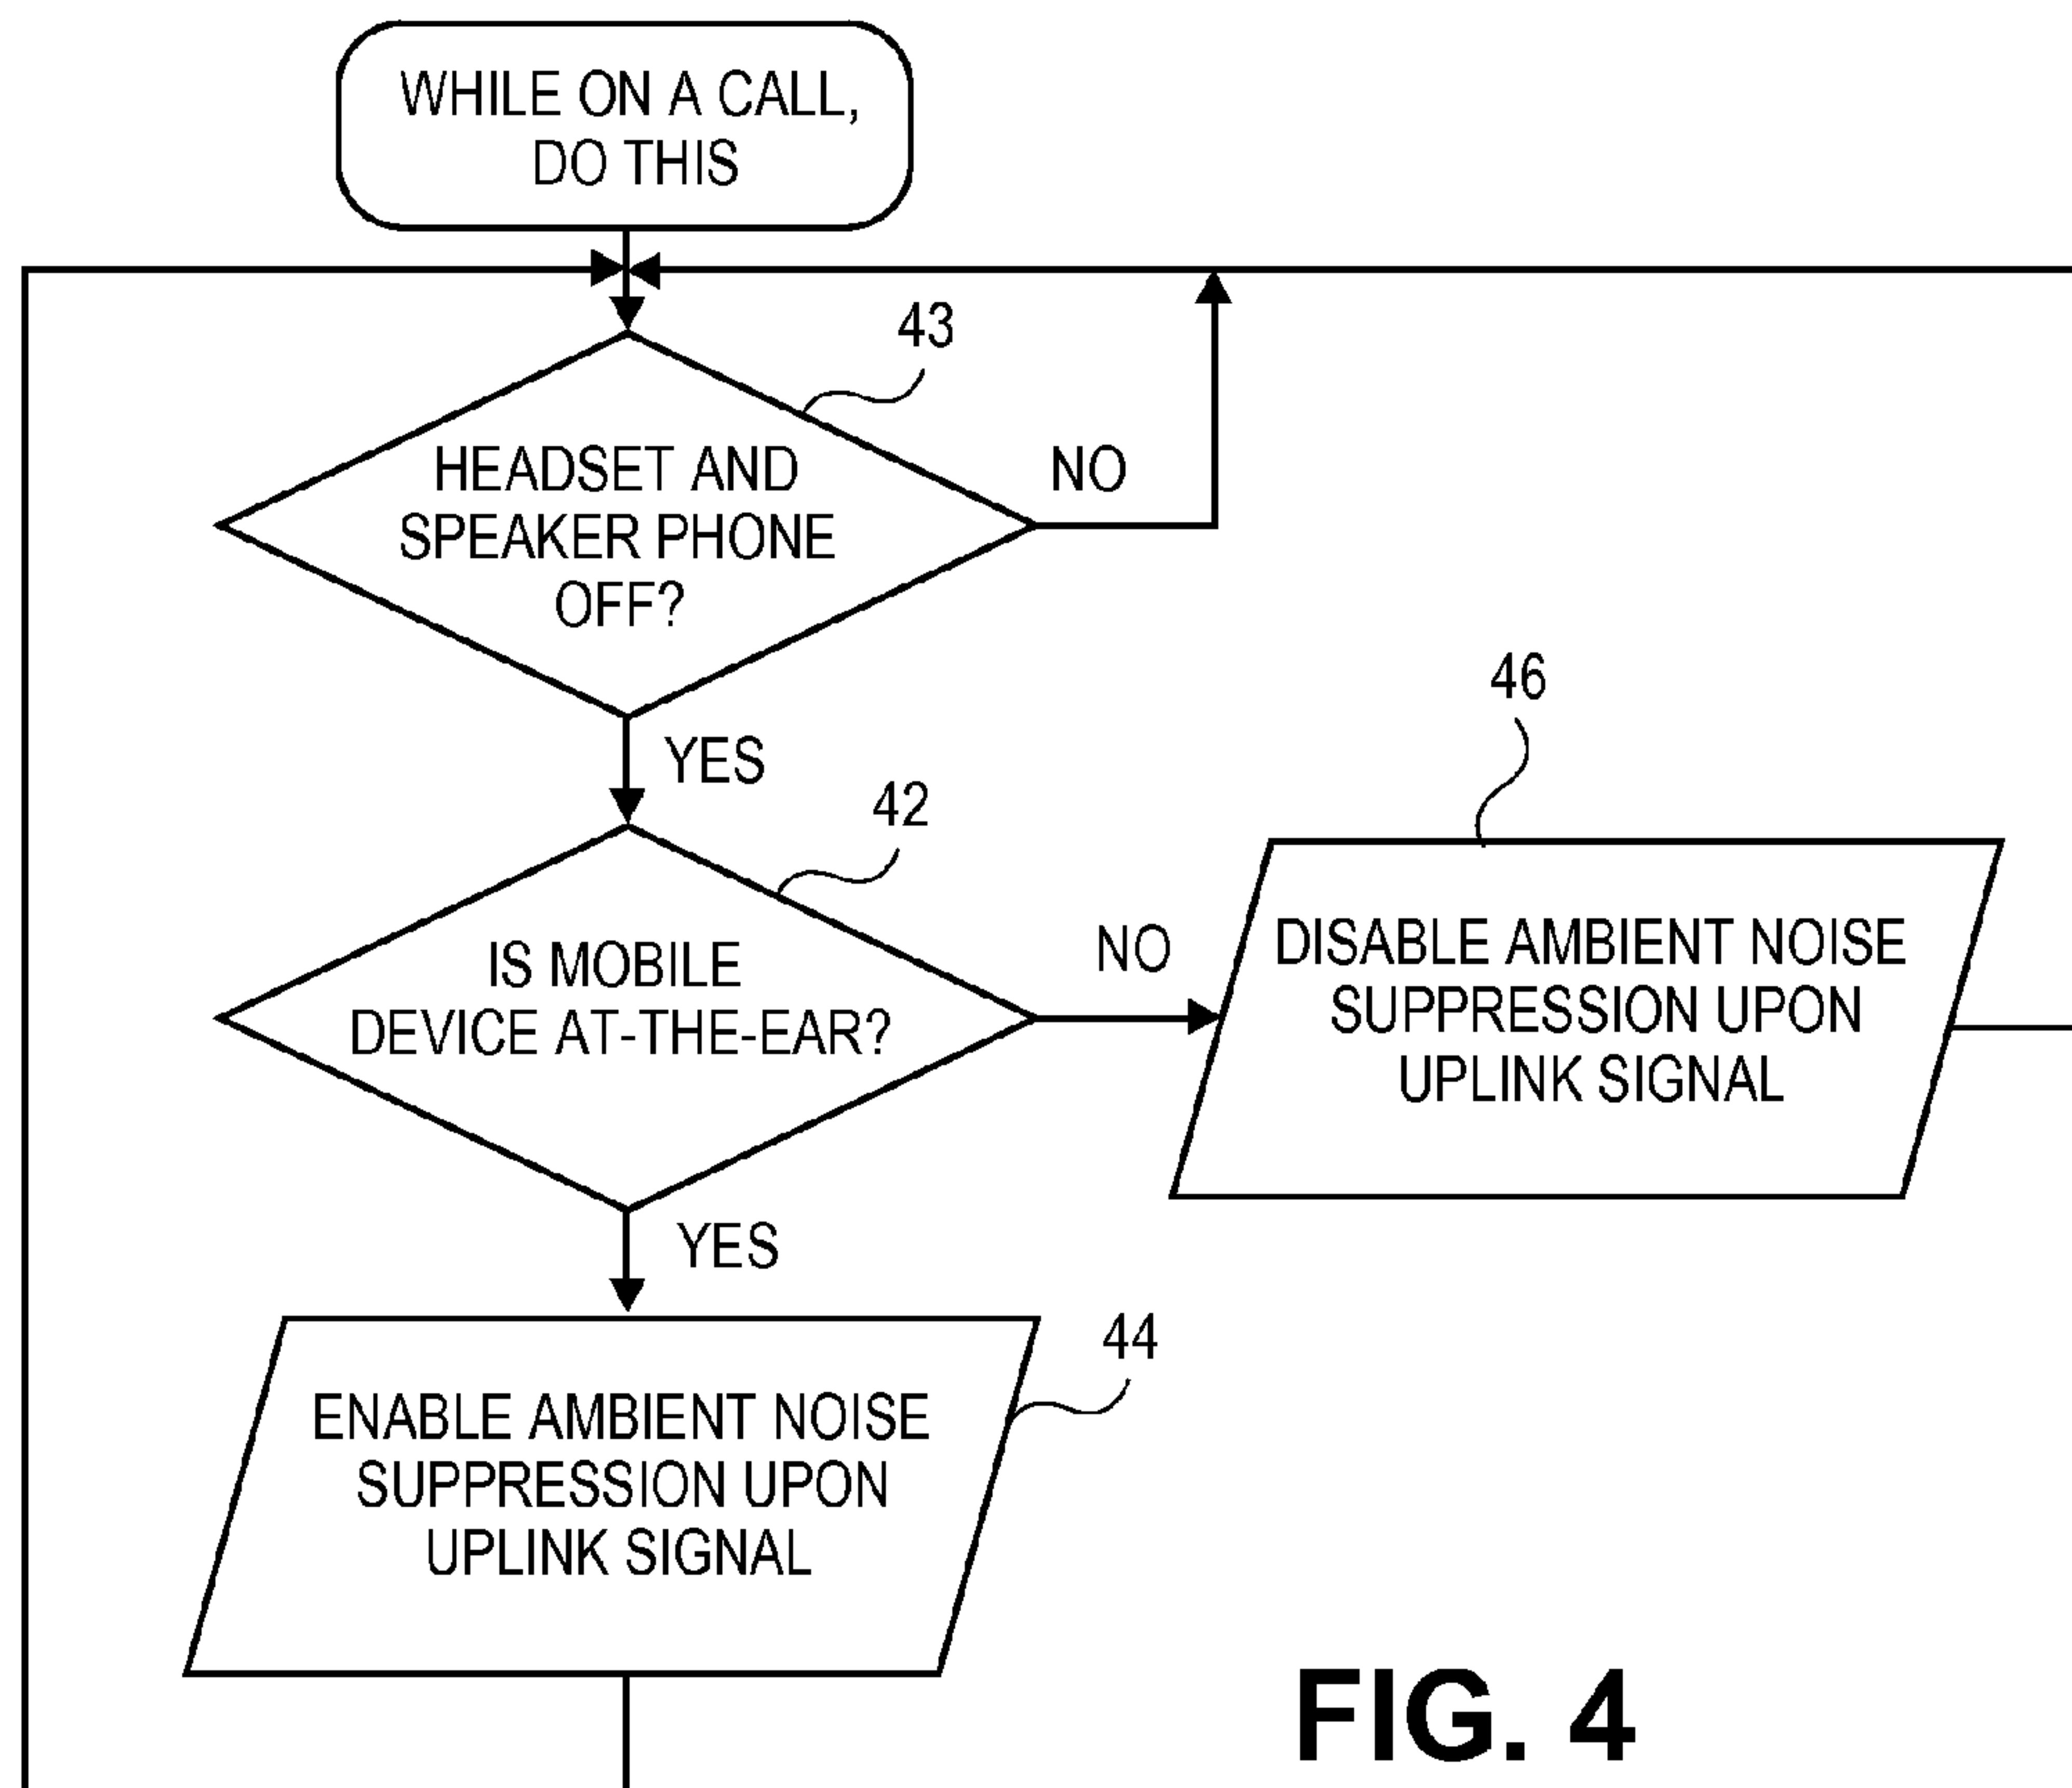 WHILE ON A CALL,
DO THIS
43
HEADSET AND
SPEAKER PHONE
OFF?
NO
YES
42
IS MOBILE
DEVICE AT-THE-EAR?
NO
46
DISABLE AMBIENT NOISE
SUPPRESSION UPON
UPLINK SIGNAL
YES
44
ENABLE AMBIENT NOISE
SUPPRESSION UPON
UPLINK SIGNAL
FIG. 4